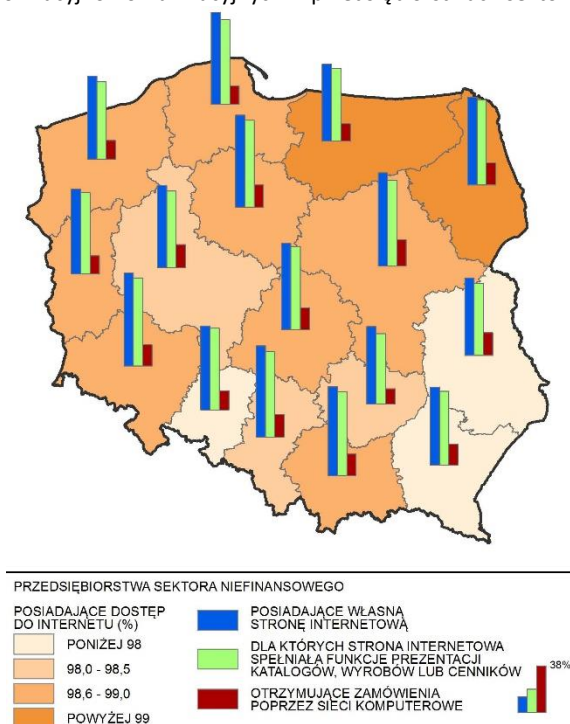 PRZEDSIĘBIORSTWA SEKTORA NIEFINANSOWEGO
POSIADAJĄCE DOSTĘP
DO INTERNETU (%)
PONIŻEJ 98
98,0 - 98,5
98,6 - 99,0
POWYŻEJ 99
POSIADAJĄCE WŁASNĄ
STRONĘ INTERNETOWĄ
DLA KTÓRYCH STRONA INTERNETOWA
SPEŁNIAŁA FUNKCJE PREZENTACJI
KATALOGÓW, WYROBÓW LUB CENNIKÓW
OTRZYMUJĄCE ZAMÓWIENIA
POPRZEZ SIECI KOMPUTEROWE
38%